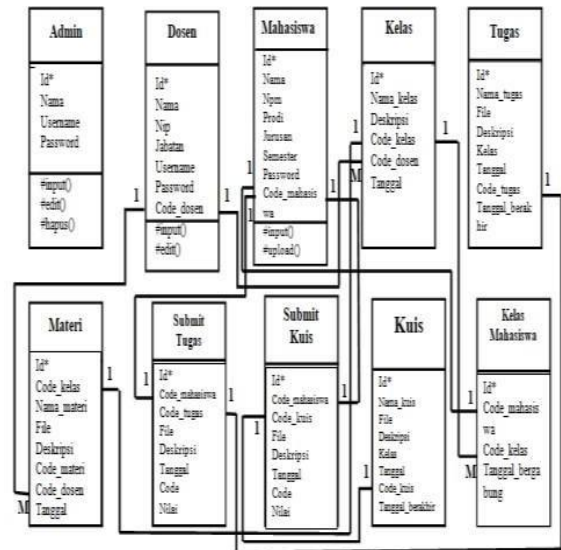 Admin
Id*
Nama
Username
Password
#input()
#edit()
#hapus()
Dosen
Id*
Nama
Nrp
Jabatan
Username
Password
Code_dosen
#input()
#edit()
Mahasiswa
Id*
Nama
Npm
Prodi
Jurusan
Semester
Password
Code_mahasis
wa
#input()
#upload()
Kelas
Id*
Nama_kelas
Deskripsi
Code_kelas
Code_dosen
Tanggal
Tugas
Id*
Nama_tugas
File
Deskripsi
Kelas
Tanggal
Code_tugas
Tanggal_berak
hir
1
1
1
1
1
M
1
1
Materi
Id*
Code_kelas
Nama_materi
File
Deskripsi
Code_materi
Code_dosen
Tanggal
M
1
Submit
Tugas
Id*
Code_mahasiswa
Code_tugas
File
Deskripsi
Tanggal
Code
Nilai
1
1
Submit
Kuis
Id*
Code_mahasiswa
Code_kuis
File
Deskripsi
Tanggal
Code
Nilai
1
1
Kuis
Id*
Nama_kuis
File
Deskripsi
Kelas
Tanggal
Code_kuis
Tanggal_berakhir
1
Kelas
Mahasiswa
Id*
Code_mahasis
wa
Code_kelas
Tanggal_berga
bung
1
M